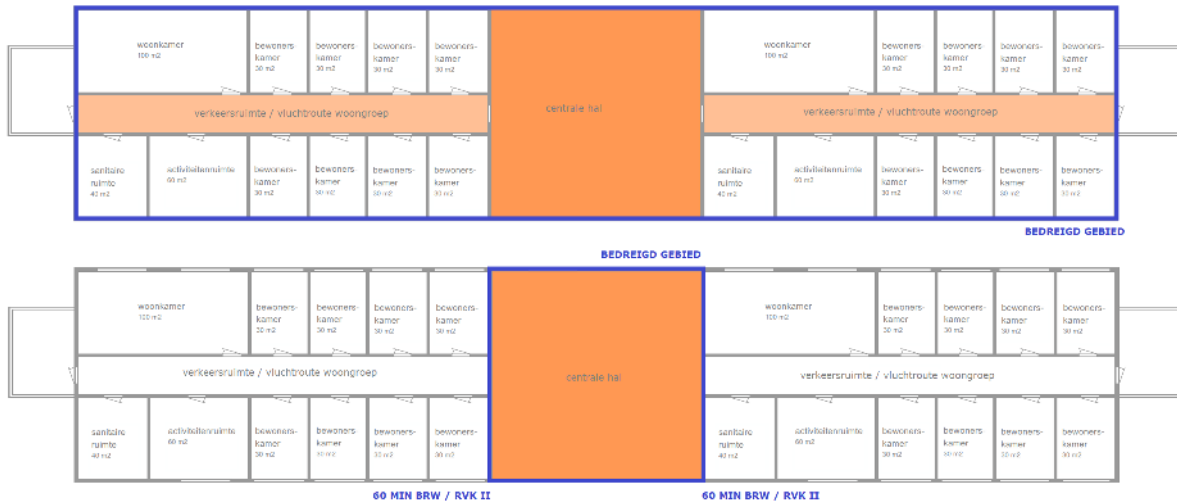 woonkamer
100 m2
bewoners-
kamer
30 m2
bewoners-
kamer
30 m2
bewoners-
kamer
30 m2
bewoners-
kamer
30 m2
woonkamer
100 m2
bewoners-
kamer
30 m2
bewoners-
kamer
30 m2
bewoners-
kamer
30 m2
bewoners-
kamer
30 m2
verkeersruimte / vluchtroute woongroep
centrale hal
verkeersruimte / vluchtroute woongroep
sanitaire
ruimte
40 m2
activiteitenruimte
60 m2
bewoners-
kamer
30 m2
bewoners-
kamer
30 m2
bewoners-
kamer
30 m2
bewoners-
kamer
30 m2
sanitaire
ruimte
40 m2
activiteitenruimte
60 m2
bewoners-
kamer
30 m2
bewoners-
kamer
30 m2
bewoners-
kamer
30 m2
bewoners-
kamer
30 m2
BEDREIGD GEBIED
BEDREIGD GEBIED
woonkamer
100 m2
bewoners-
kamer
30 m2
bewoners-
kamer
30 m2
bewoners-
kamer
30 m2
bewoners-
kamer
30 m2
woonkamer
100 m2
bewoners-
kamer
30 m2
bewoners-
kamer
30 m2
bewoners-
kamer
30 m2
bewoners-
kamer
30 m2
verkeersruimte / vluchtroute woongroep
centrale hal
verkeersruimte / vluchtroute woongroep
sanitaire
ruimte
40 m2
activiteitenruimte
60 m2
bewoners-
kamer
30 m2
bewoners-
kamer
30 m2
bewoners-
kamer
30 m2
bewoners-
kamer
30 m2
sanitaire
ruimte
40 m2
activiteitenruimte
60 m2
bewoners-
kamer
30 m2
bewoners-
kamer
30 m2
bewoners-
kamer
30 m2
bewoners-
kamer
30 m2
60 MIN BRW / RVK II
60 MIN BRW / RVK II